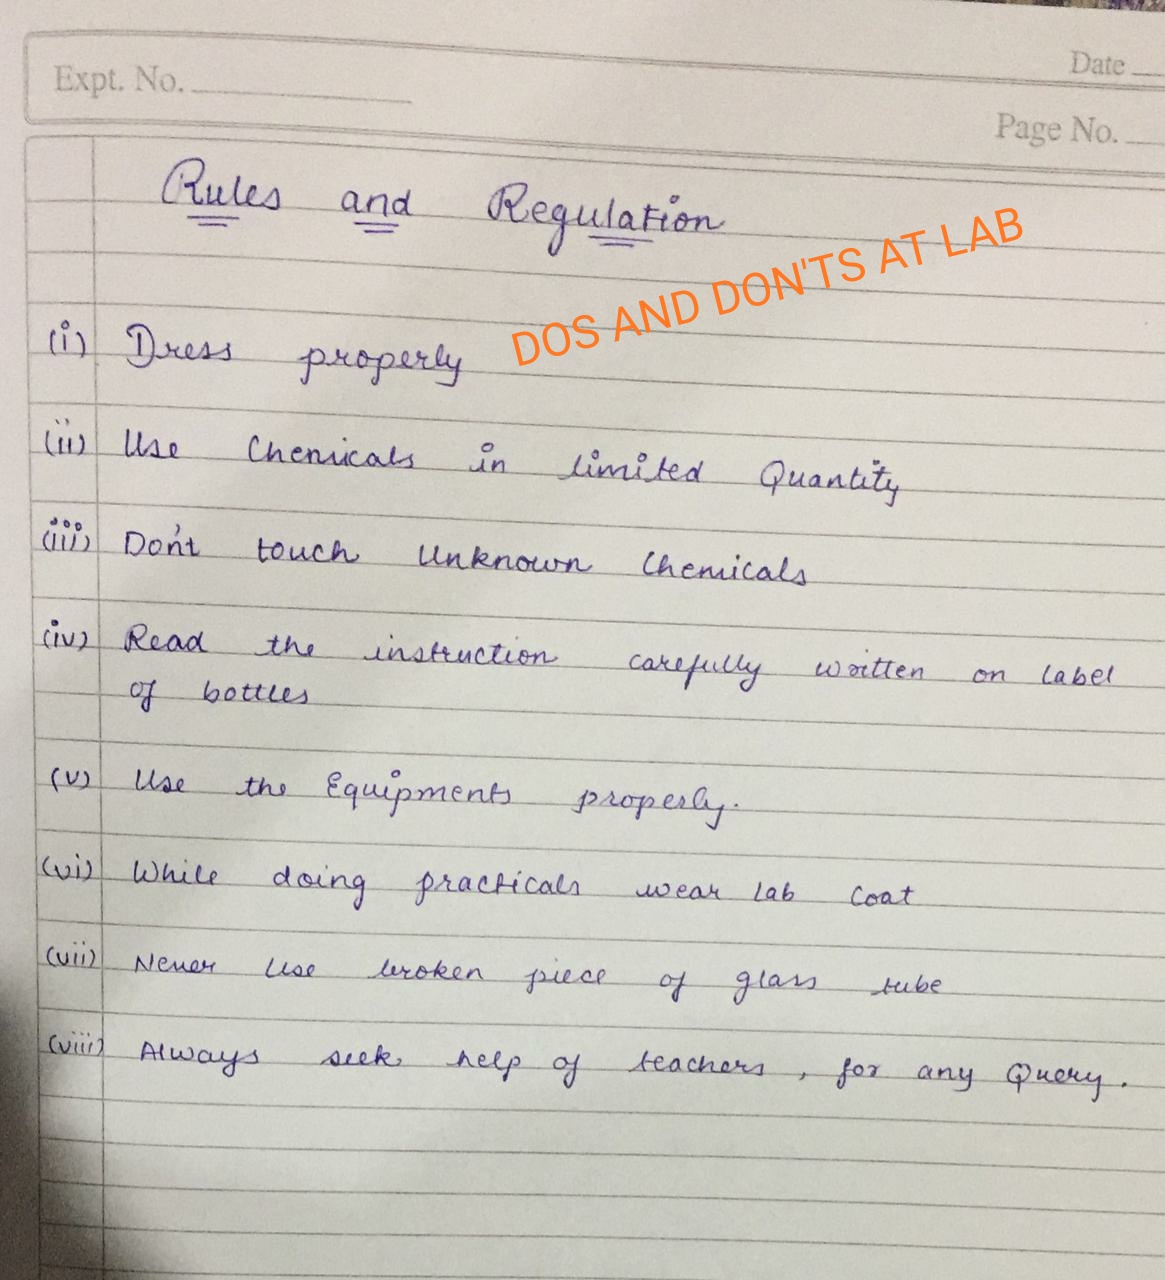 Expt. No.
Date
Page No.
Rules and Regulation
DOS AND DON'TS AT LAB
(i) Dress properly
(ii) Use Chemicals in limited Quantity
(iii) Don't touch Unknown Chemicals
(iv) Read the instruction carefully written on label
of bottles
(v) Use the Equipments properly.
(vi) While doing practicals wear lab Coat
(vii) Never use broken piece of glass tube
(viii) Always seek help of teachers, for any Query.